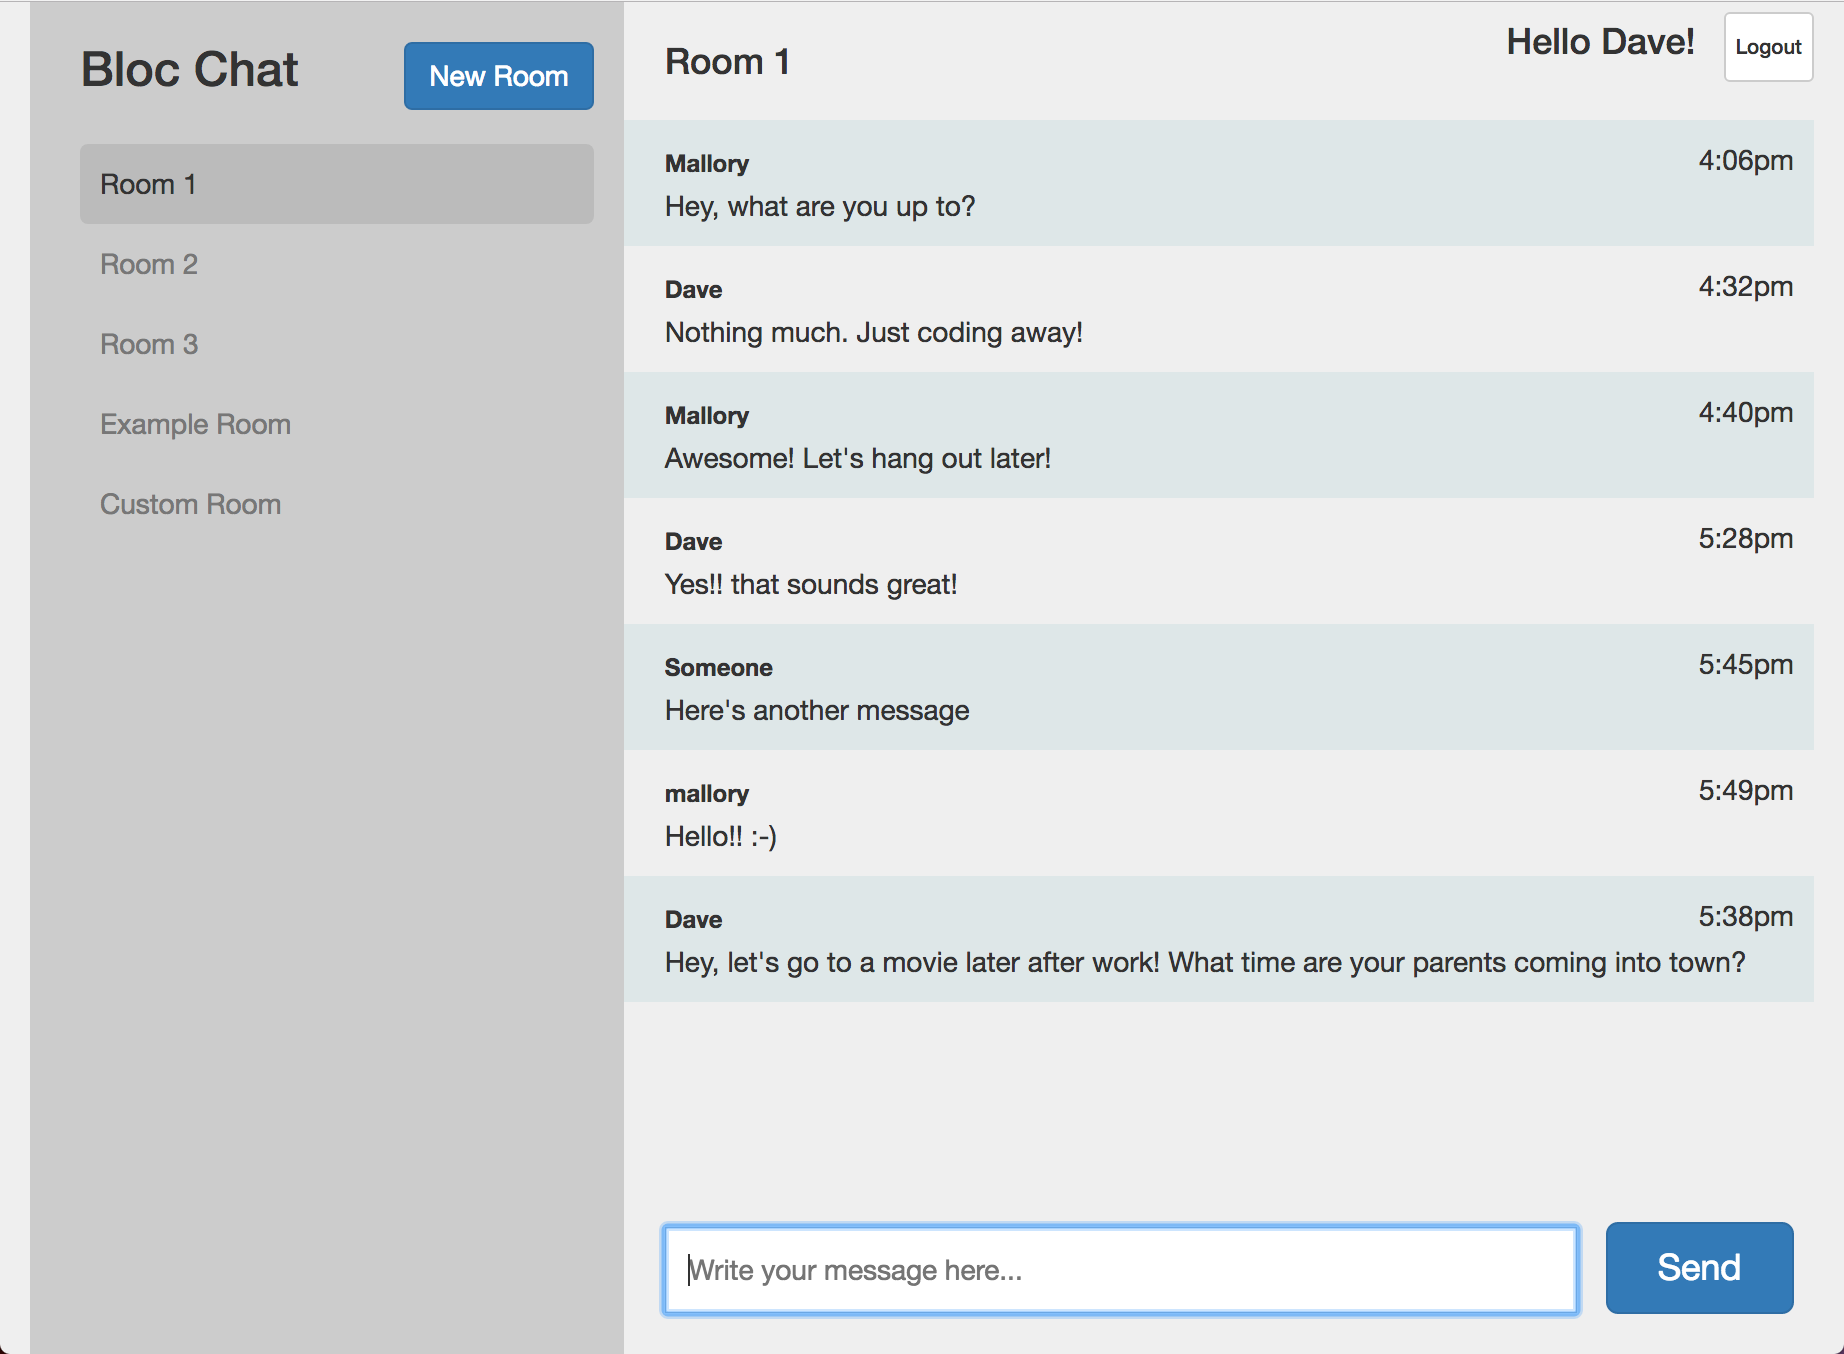 Bloc Chat
New Room
Room 1
Room 2
Room 3
Example Room
Custom Room
Room 1
Hello Dave!
Logout
Mallory
4:06pm
Hey, what are you up to?
Dave
4:32pm
Nothing much. Just coding away!
Mallory
4:40pm
Awesome! Let's hang out later!
Dave
5:28pm
Yes!! that sounds great!
Someone
5:45pm
Here's another message
mallory
5:49pm
Hello!! :-)
Dave
5:38pm
Hey, let's go to a movie later after work! What time are your parents coming into town?
Write your message here...
Send